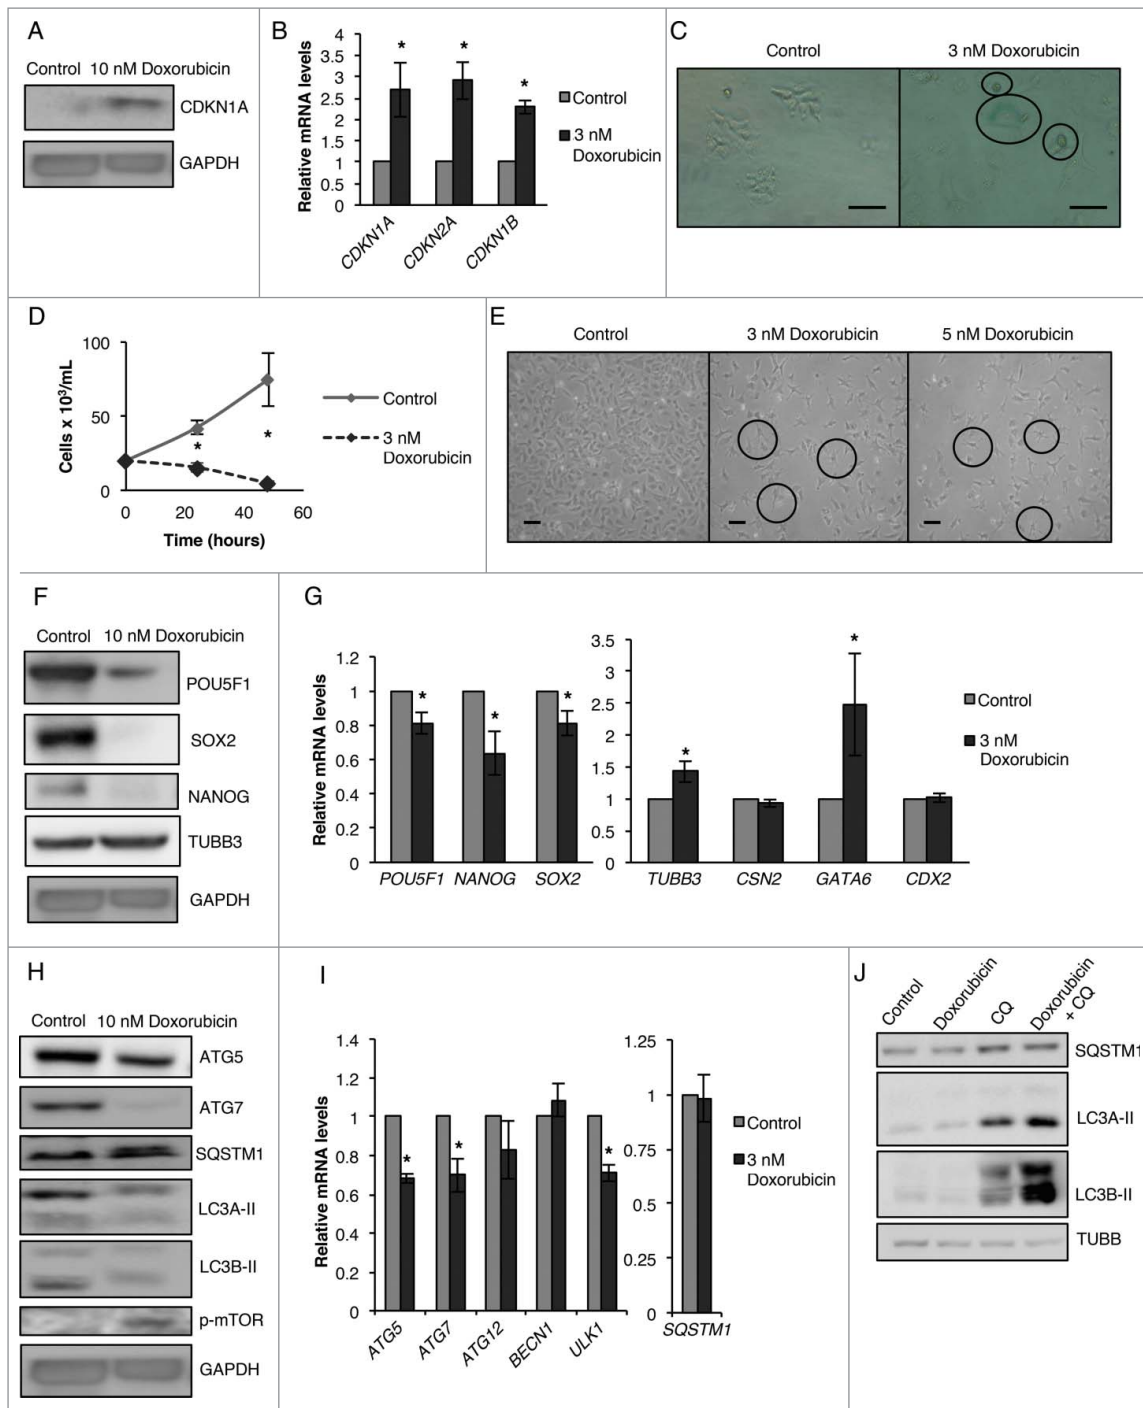 A
Control 10 nM Doxorubicin
CDKN1A
GAPDH
B
Relative mRNA levels
4
3.5
3
2.5
2
1.5
1
0.5
0
*
*
*
CDKN1A
CDKN2A
CDKN1B
Control
3 nM
Doxorubicin
C
Control
3 nM Doxorubicin
D
Cells x 10³/mL
100
50
0
*
*
0 20 40 60
Time (hours)
Control
3 nM
Doxorubicin
E
Control
3 nM Doxorubicin
5 nM Doxorubicin
F
Control 10 nM Doxorubicin
POU5F1
SOX2
NANOG
TUBB3
GAPDH
G
Relative mRNA levels
1.2
1
0.8
0.6
0.4
0.2
0
*
*
*
POU5F1 NANOG SOX2
3.5
3
2.5
2
1.5
1
0.5
0
*
*
TUBB3 CSN2 GATA6 CDX2
Control
3 nM
Doxorubicin
H
Control 10 nM Doxorubicin
ATG5
ATG7
SQSTM1
LC3A-II
LC3B-II
p-mTOR
GAPDH
I
Relative mRNA levels
1.4
1.2
1
0.8
0.6
0.4
0.2
0
*
*
*
ATG5
ATG7
ATG12
BECN1
ULK1
1.25
1
0.75
0.5
0.25
0
SQSTM1
Control
3 nM
Doxorubicin
J
Control
Doxorubicin
CQ
Doxorubicin
+ CQ
SQSTM1
LC3A-II
LC3B-II
TUBB